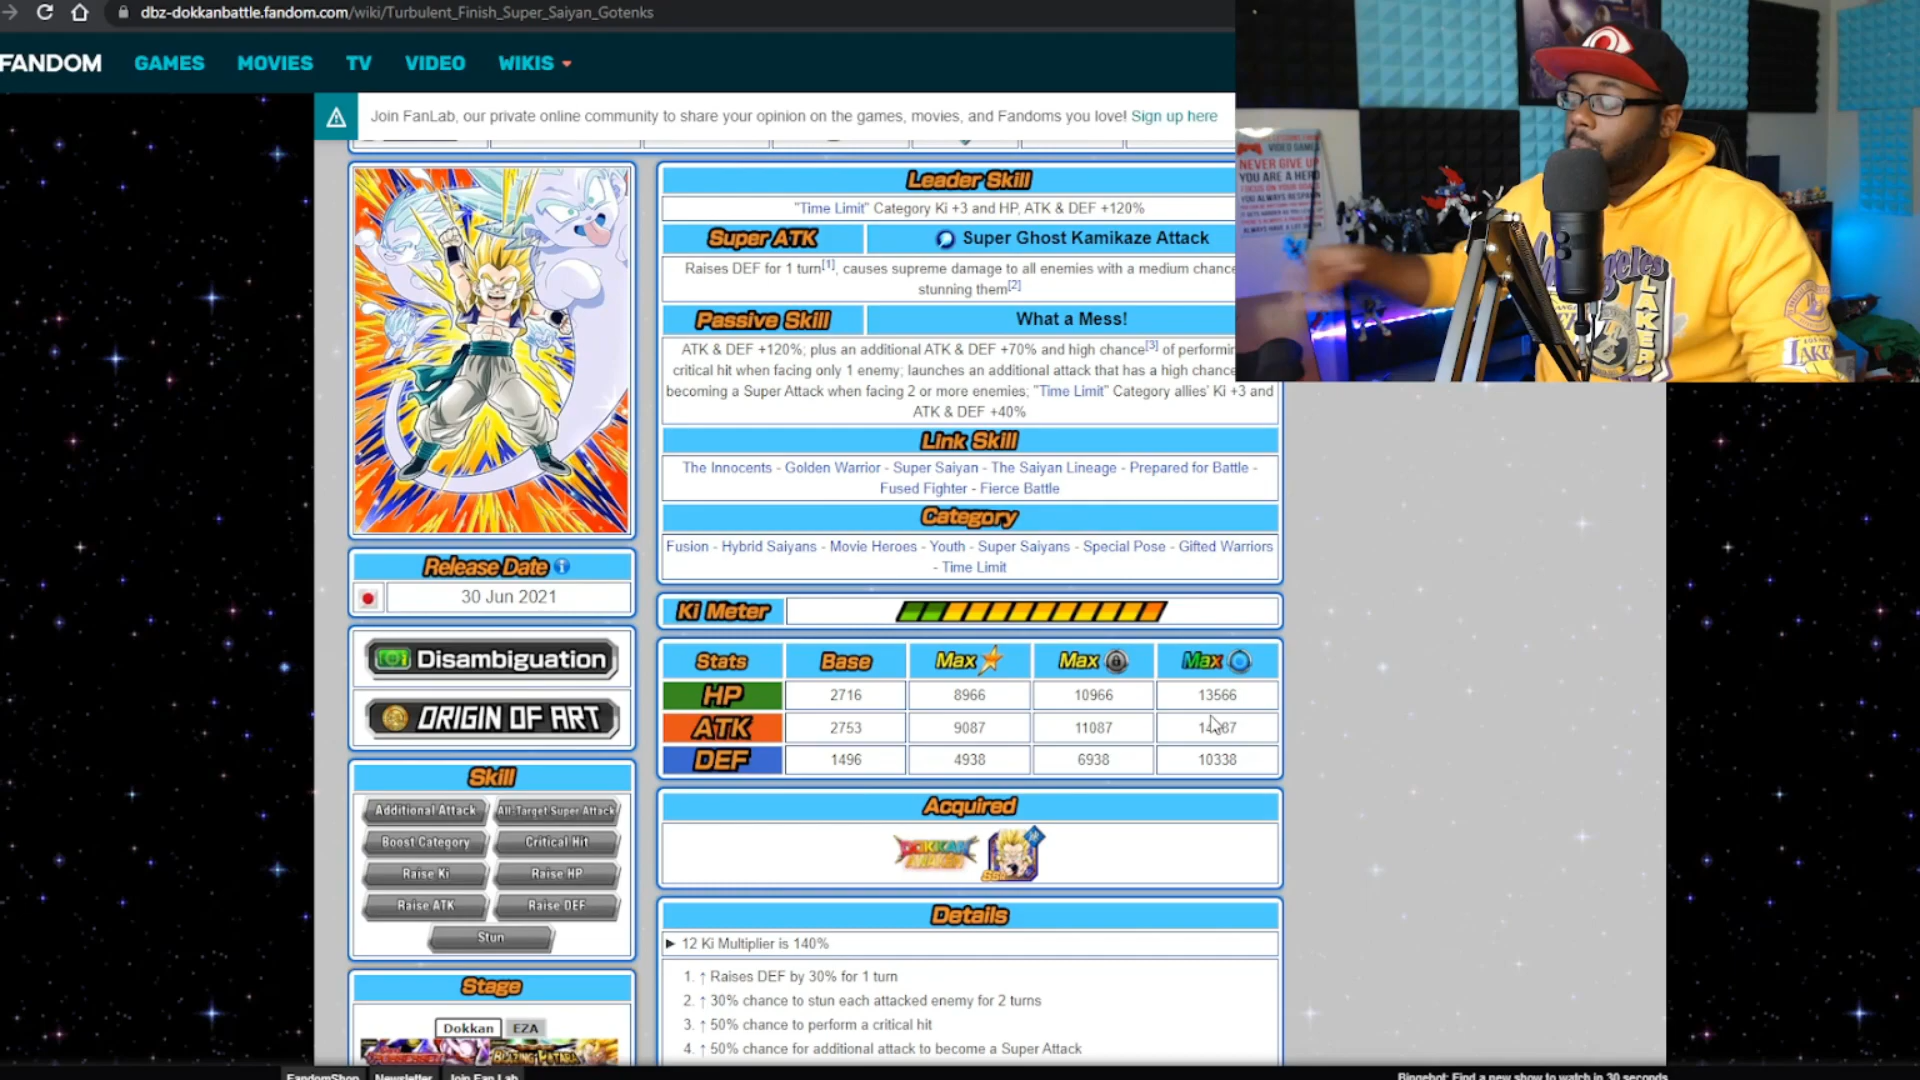 dbz-dokkanbattle.fandom.com/wiki/Turbulent_Finish_Super_Saiyan_Gotenks
FANDOM GAMES MOVIES TV VIDEO WIKIS
Join FanLab, our private online community to share your opinion on the games, movies, and Fandoms you love! Sign up here
Leader Skill
"Time Limit" Category Ki +3 and HP, ATK & DEF +120%
Super ATK Super Ghost Kamikaze Attack
Raises DEF for 1 turn[1], causes supreme damage to all enemies with a medium chance
stunning them[2]
Passive Skill What a Mess!
ATK & DEF +120%; plus an additional ATK & DEF +70% and high chance[3] of
critical hit when facing only 1 enemy; launches an additional attack that has a high chance
becoming a Super Attack when facing 2 or more enemies; "Time Limit" Category allies' Ki +3 and
ATK & DEF +40%
Link Skill
The Innocents - Golden Warrior - Super Saiyan - The Saiyan Lineage - Prepared for Battle -
Fused Fighter - Fierce Battle
Category
Fusion - Hybrid Saiyans - Movie Heroes - Youth - Super Saiyans - Special Pose - Gifted Warriors
- Time Limit
Release Date
30 Jun 2021
Disambiguation
ORIGIN OF ART
Skill
Additional Attack All-Target Super Attack
Boost Category Critical Hit
Raise Ki Raise HP
Raise ATK Raise DEF
Stun
Stage
Dokkan EZA
Ki Meter
Stats Base Max Max Max
HP 2716 8966 10966 13566
ATK 2753 9087 11087
DEF 1496 4938 6938 10338
Acquired
DOKKAN
AWAKEN
SSR
Details
12 Ki Multiplier is 140%
1. ↑ Raises DEF by 30% for 1 turn
2. ↑ 30% chance to stun each attacked enemy for 2 turns
3. ↑ 50% chance to perform a critical hit
4. ↑ 50% chance for additional attack to become a Super Attack
FandomShop Newsletter Join Fan Lab
Bingebot: Find a new show to watch in 30 seconds
VIDEO GAMES
NEVER GIVE UP
YOU ARE A HERO
Los Angeles
LAKERS